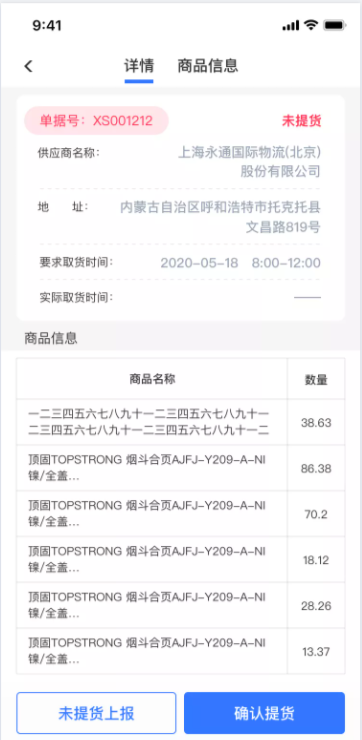 9:41
详情 商品信息
单据号：XS001212 未提货
供应商名称： 上海永通国际物流(北京)
股份有限公司
地 址： 内蒙古自治区呼和浩特市托克托县
文昌路819号
要求取货时间： 2020-05-18 8:00-12:00
实际取货时间： ——
商品信息
商品名称 数量
一二三四五六七八九十一二三四五六七八九十一
二三四五六七八九十一二三四五六七八九十一二 38.63
顶固TOPSTRONG 烟斗合页AJFJ-Y209-A-NI
镍/全盖... 86.38
顶固TOPSTRONG 烟斗合页AJFJ-Y209-A-NI
镍/全盖... 70.2
顶固TOPSTRONG 烟斗合页AJFJ-Y209-A-NI
镍/全盖... 18.12
顶固TOPSTRONG 烟斗合页AJFJ-Y209-A-NI
镍/全盖... 28.26
顶固TOPSTRONG 烟斗合页AJFJ-Y209-A-NI
镍/全盖... 13.37
未提货上报 确认提货